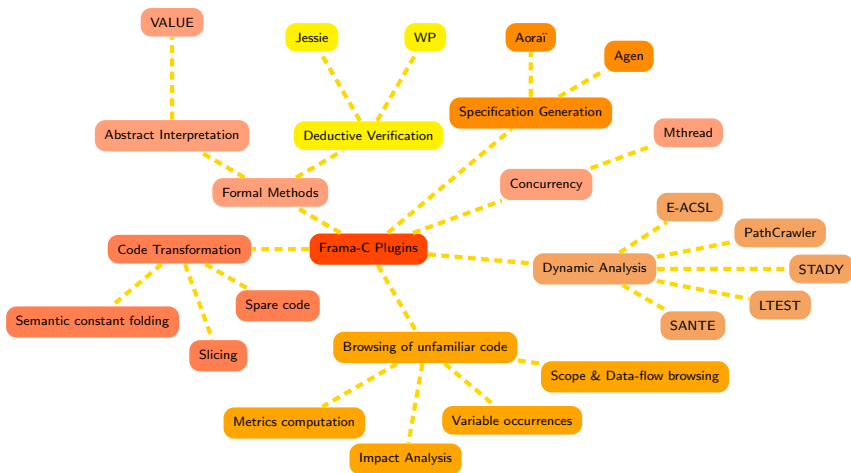 VALUE
Jessie
WP
Aoraï
Agen
Specification Generation
Abstract Interpretation
Deductive Verification
Mthread
Formal Methods
Concurrency
E-ACSL
PathCrawler
Code Transformation
Frama-C Plugins
Dynamic Analysis
STADY
LTEST
Spare code
Semantic constant folding
SANTE
Slicing
Browsing of unfamiliar code
Scope & Data-flow browsing
Metrics computation
Variable occurrences
Impact Analysis